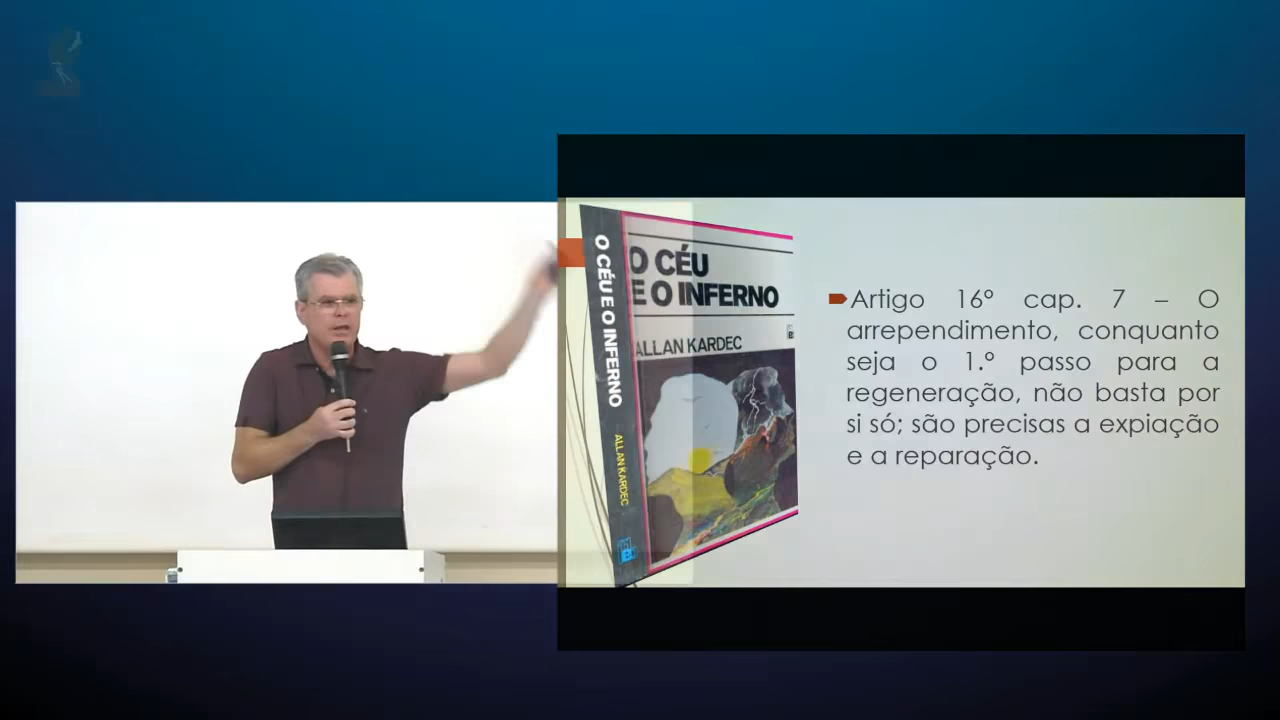 O CÉU E O INFERNO
ALLAN KARDEC
O CÉU
E O INFERNO
ALLAN KARDEC
Artigo 16º cap. 7 – O
arrependimento, conquanto
seja o 1.º passo para a
regeneração, não basta por
si só; são precisas a expiação
e a reparação.